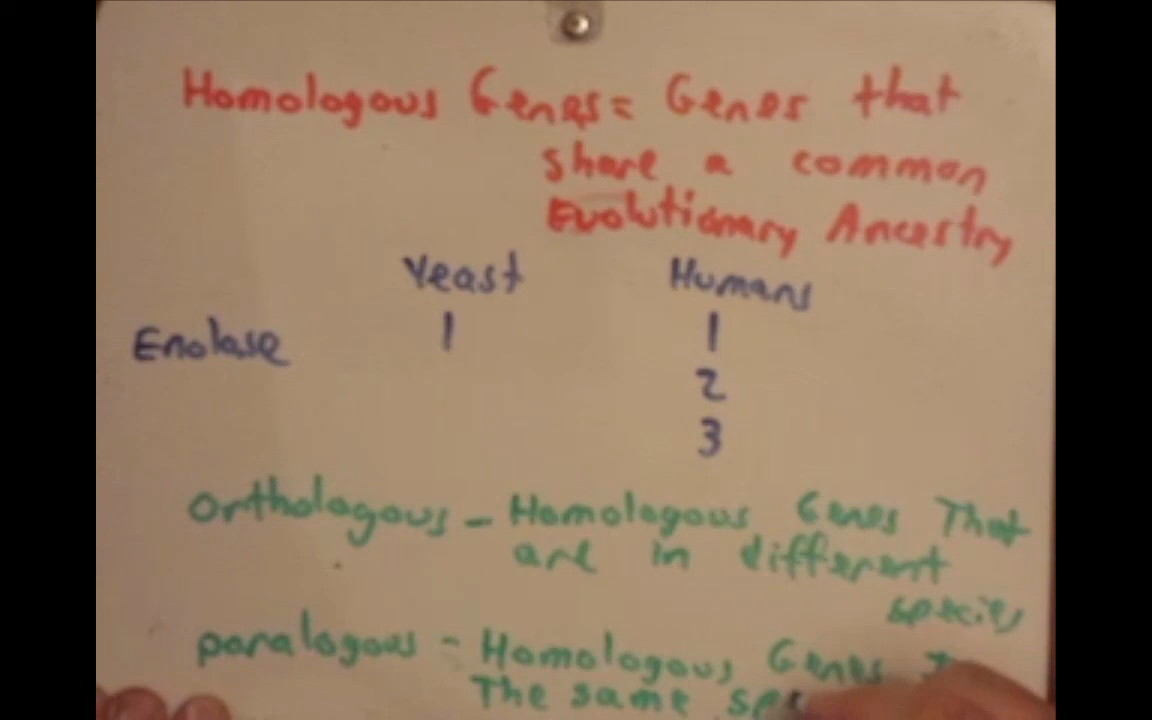 Homologous Genes = Genes that
share a common
Evolutionary Ancestry
Yeast Humans
Enolase 1 1
2
3
Orthologous - Homologous Genes That
are in different
species
paralogous - Homologous Genes
The same